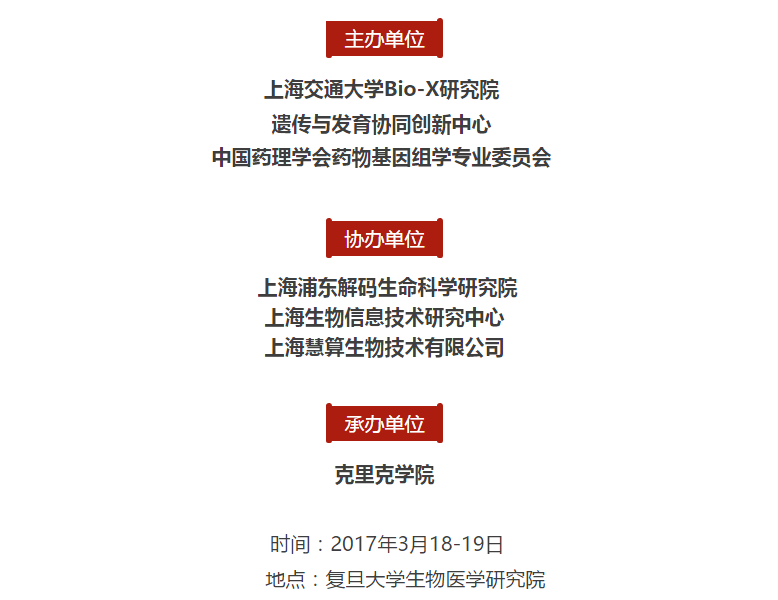 主办单位
上海交通大学Bio-X研究院
遗传与发育协同创新中心
中国药理学会药物基因组学专业委员会
协办单位
上海浦东解码生命科学研究院
上海生物信息技术研究中心
上海慧算生物技术有限公司
承办单位
克里克学院
时间：2017年3月18-19日
地点：复旦大学生物医学研究院